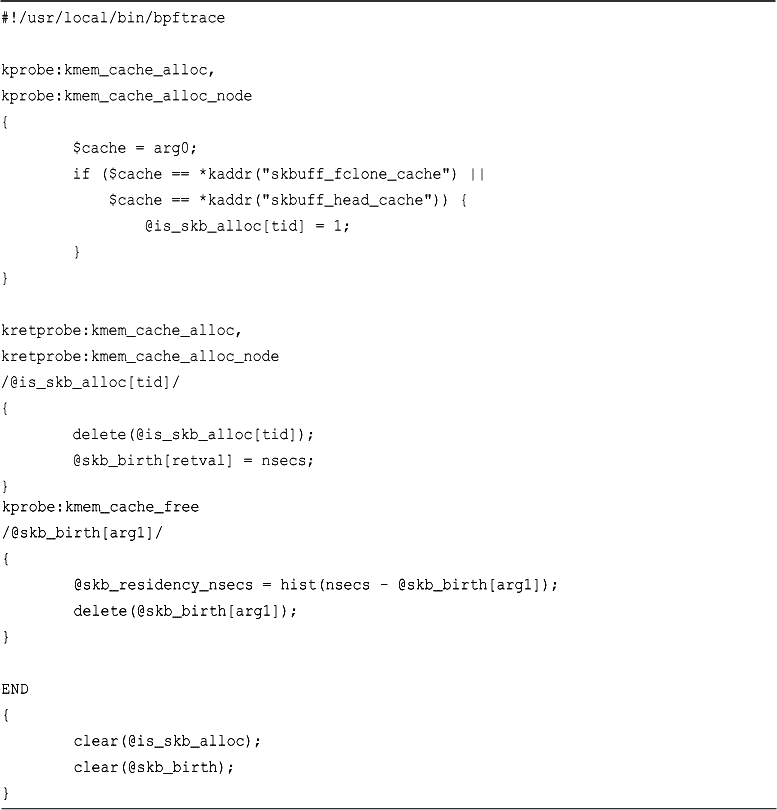 #!/usr/local/bin/bpftrace
kprobe:kmem_cache_alloc,
kprobe:kmem_cache_alloc_node
{
$cache = arg0;
if ($cache == *kaddr("skbuff_fclone_cache") ||
$cache == *kaddr("skbuff_head_cache")) {
@is_skb_alloc[tid] = 1;
}
}
kretprobe:kmem_cache_alloc,
kretprobe:kmem_cache_alloc_node
/@is_skb_alloc[tid]/
{
delete(@is_skb_alloc[tid]);
@skb_birth[retval] = nsecs;
}
kprobe:kmem_cache_free
/@skb_birth[arg1]/
{
@skb_residency_nsecs = hist(nsecs - @skb_birth[arg1]);
delete(@skb_birth[arg1]);
}
END
{
clear(@is_skb_alloc);
clear(@skb_birth);
}